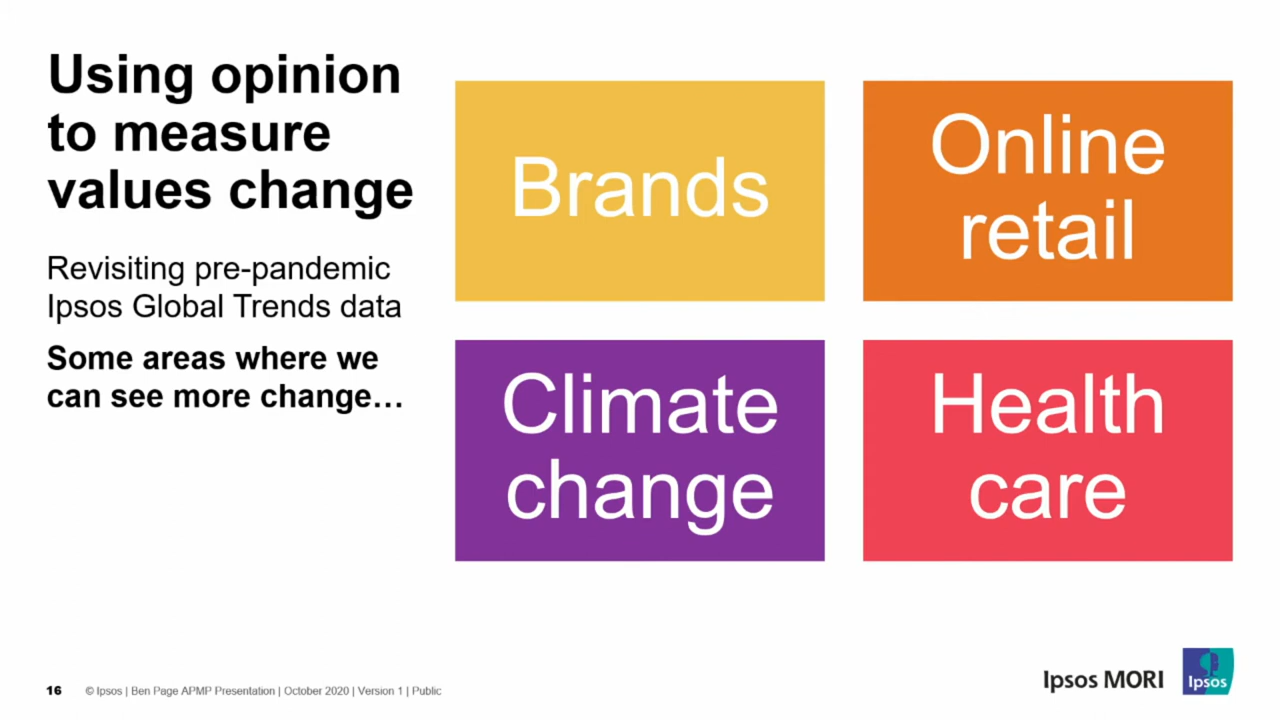 Using opinion
to measure
values change
Revisiting pre-pandemic
Ipsos Global Trends data
Some areas where we
can see more change…
Brands
Online
retail
Climate
change
Health
care
16 © Ipsos | Ben Page APMP Presentation | October 2020 | Version 1 | Public
Ipsos MORI
Ipsos